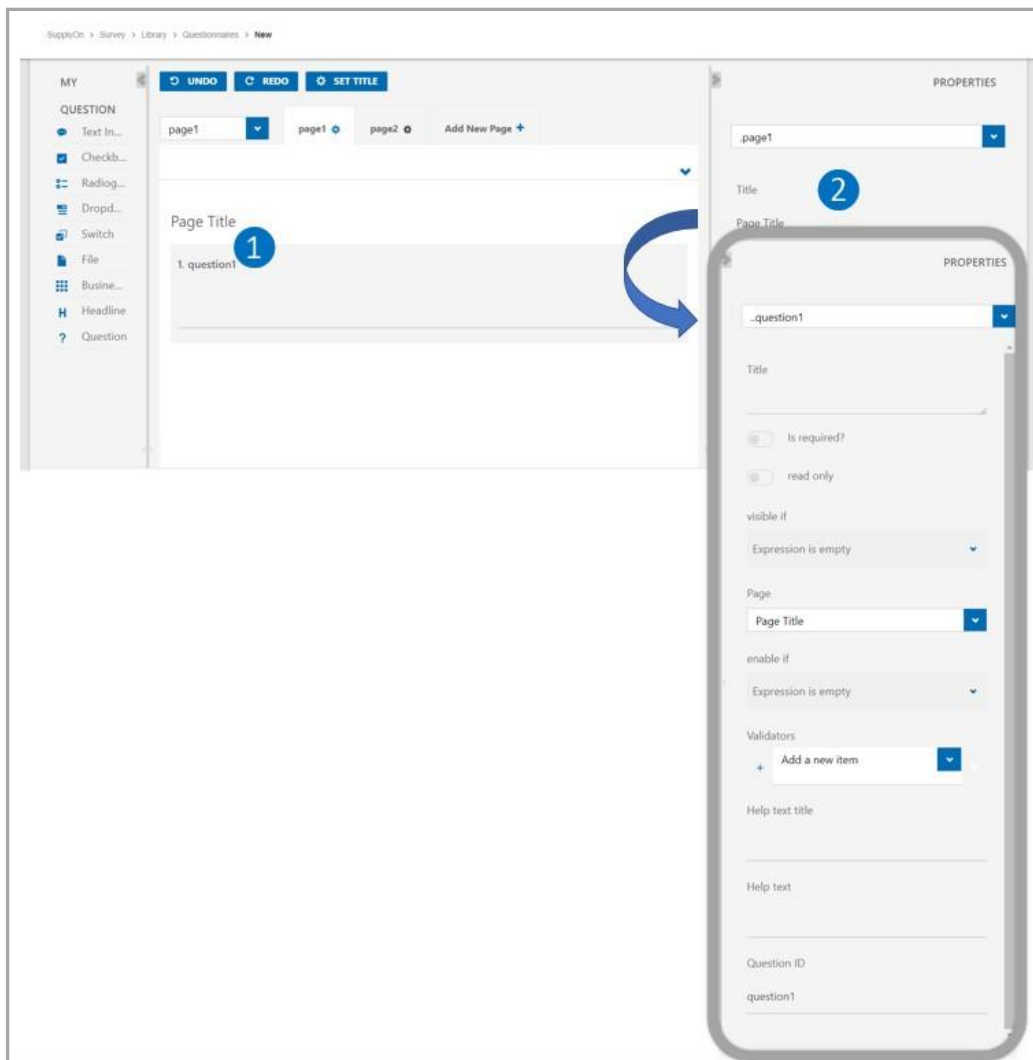 SupplyOn > Survey > Library > Questionnaires > New
MY
QUESTION
Text In...
Checkb...
Radiog...
Dropd...
Switch
File
Busine...
Headline
Question
UNDO
REDO
SET TITLE
page1
page1
page2
Add New Page +
Page Title
1
1. question1
PROPERTIES
.page1
Title
2
Page Title
PROPERTIES
..question1
Title
Is required?
read only
visible if
Expression is empty
Page
Page Title
enable if
Expression is empty
Validators
+ Add a new item
Help text title
Help text
Question ID
question1